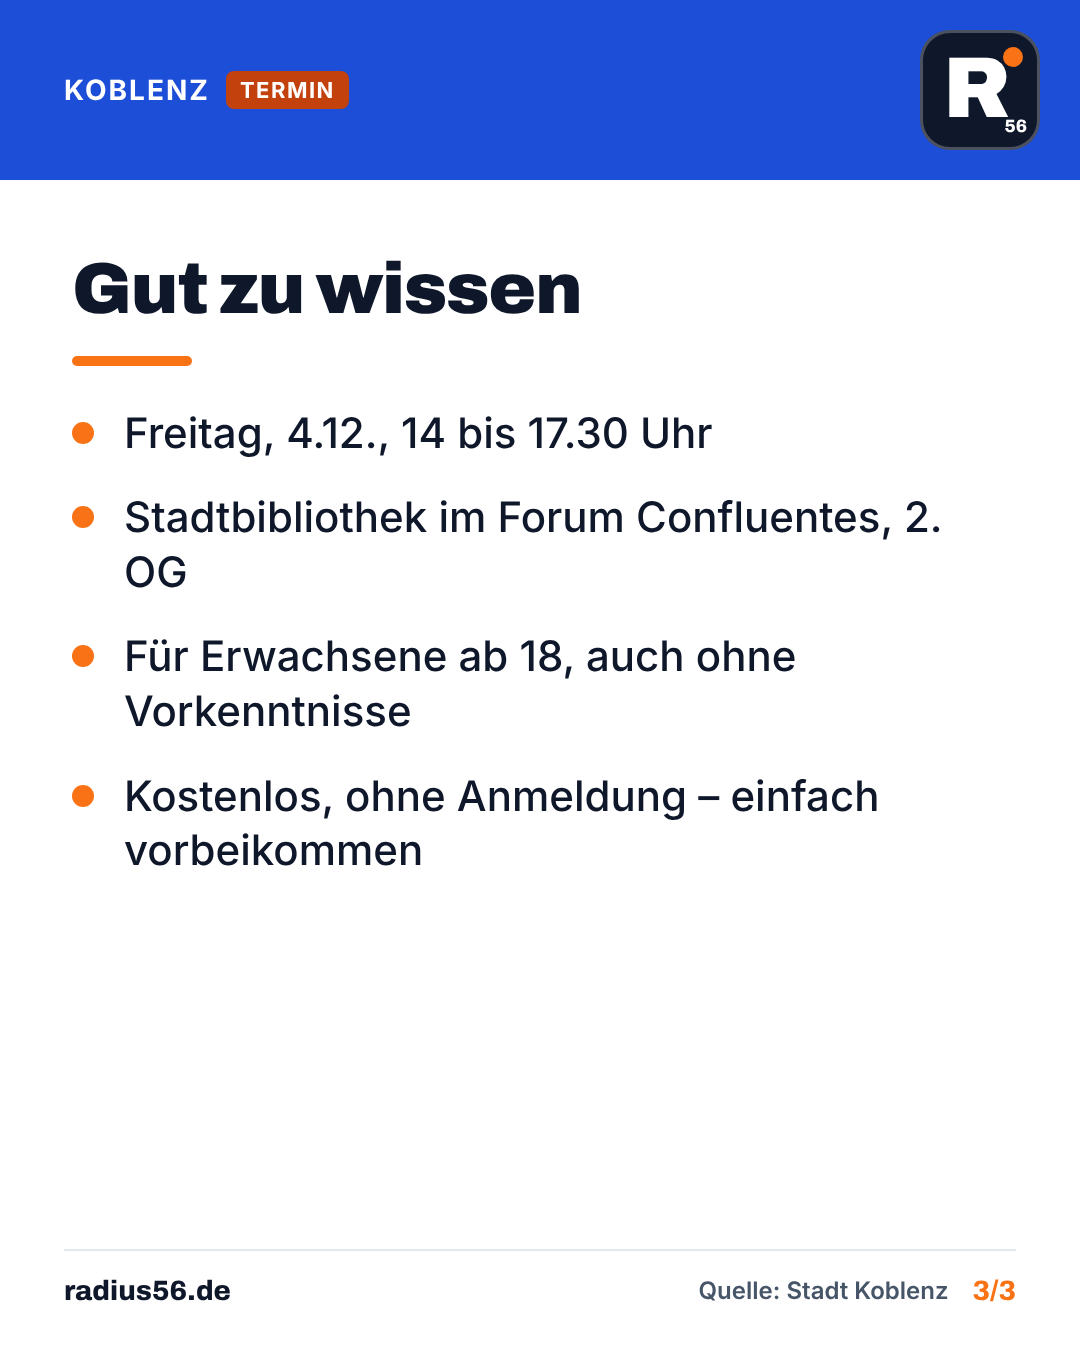 KOBLENZ TERMIN
R
56
Gut zu wissen
Freitag, 4.12., 14 bis 17.30 Uhr
Stadtbibliothek im Forum Confluentes, 2.
OG
Für Erwachsene ab 18, auch ohne
Vorkenntnisse
Kostenlos, ohne Anmeldung – einfach
vorbeikommen
radius56.de Quelle: Stadt Koblenz 3/3